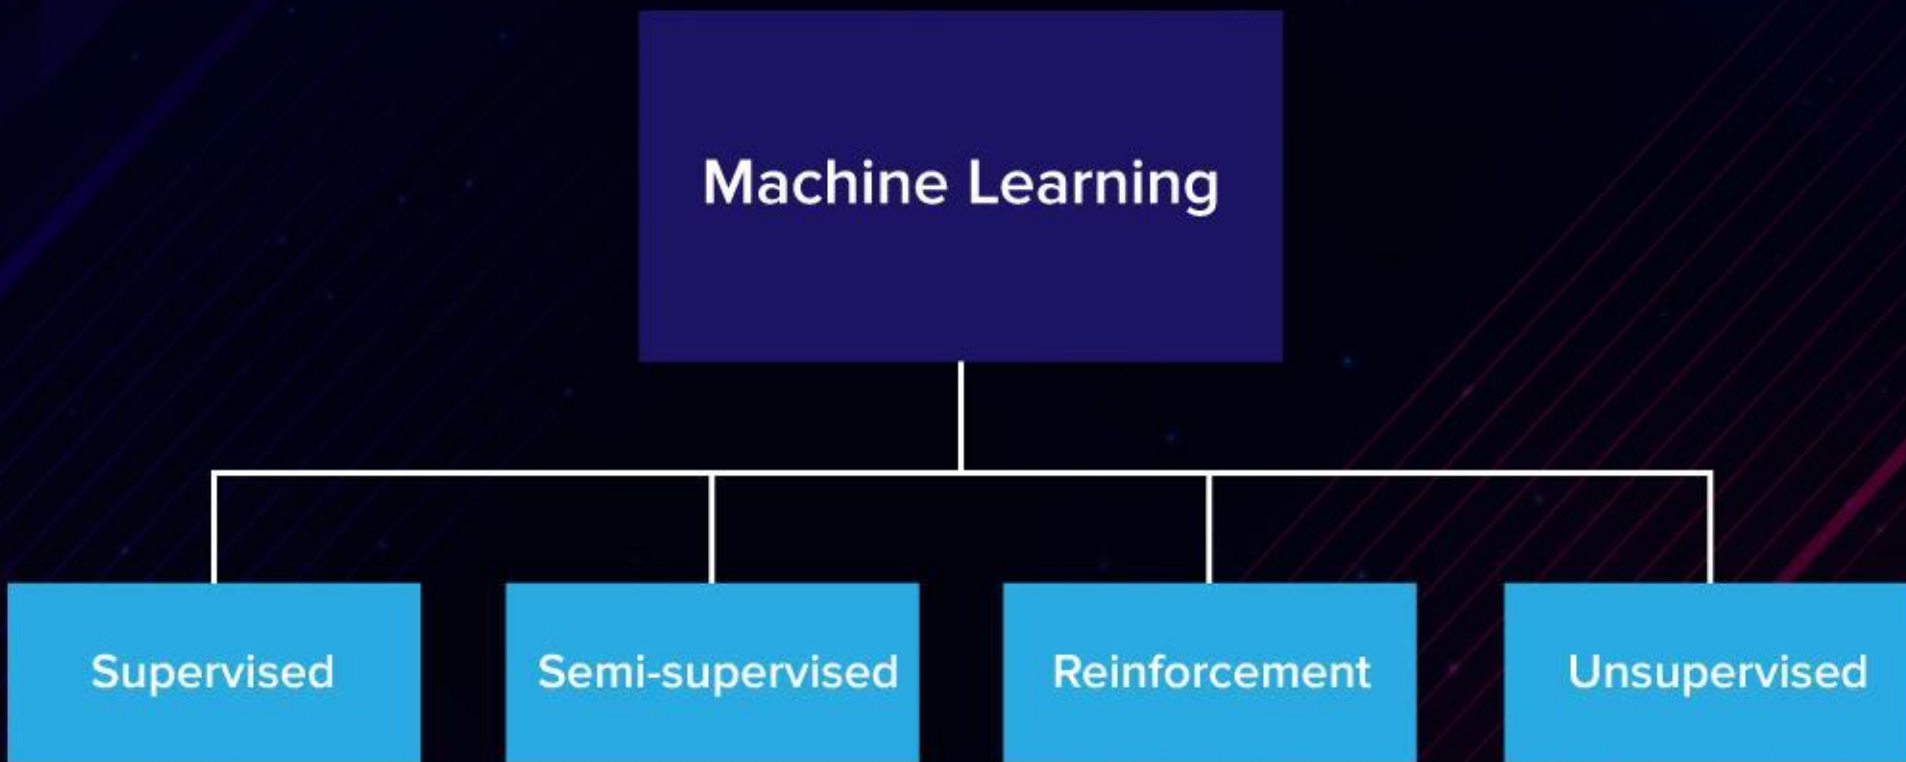 Machine Learning
Supervised
Semi-supervised
Reinforcement
Unsupervised